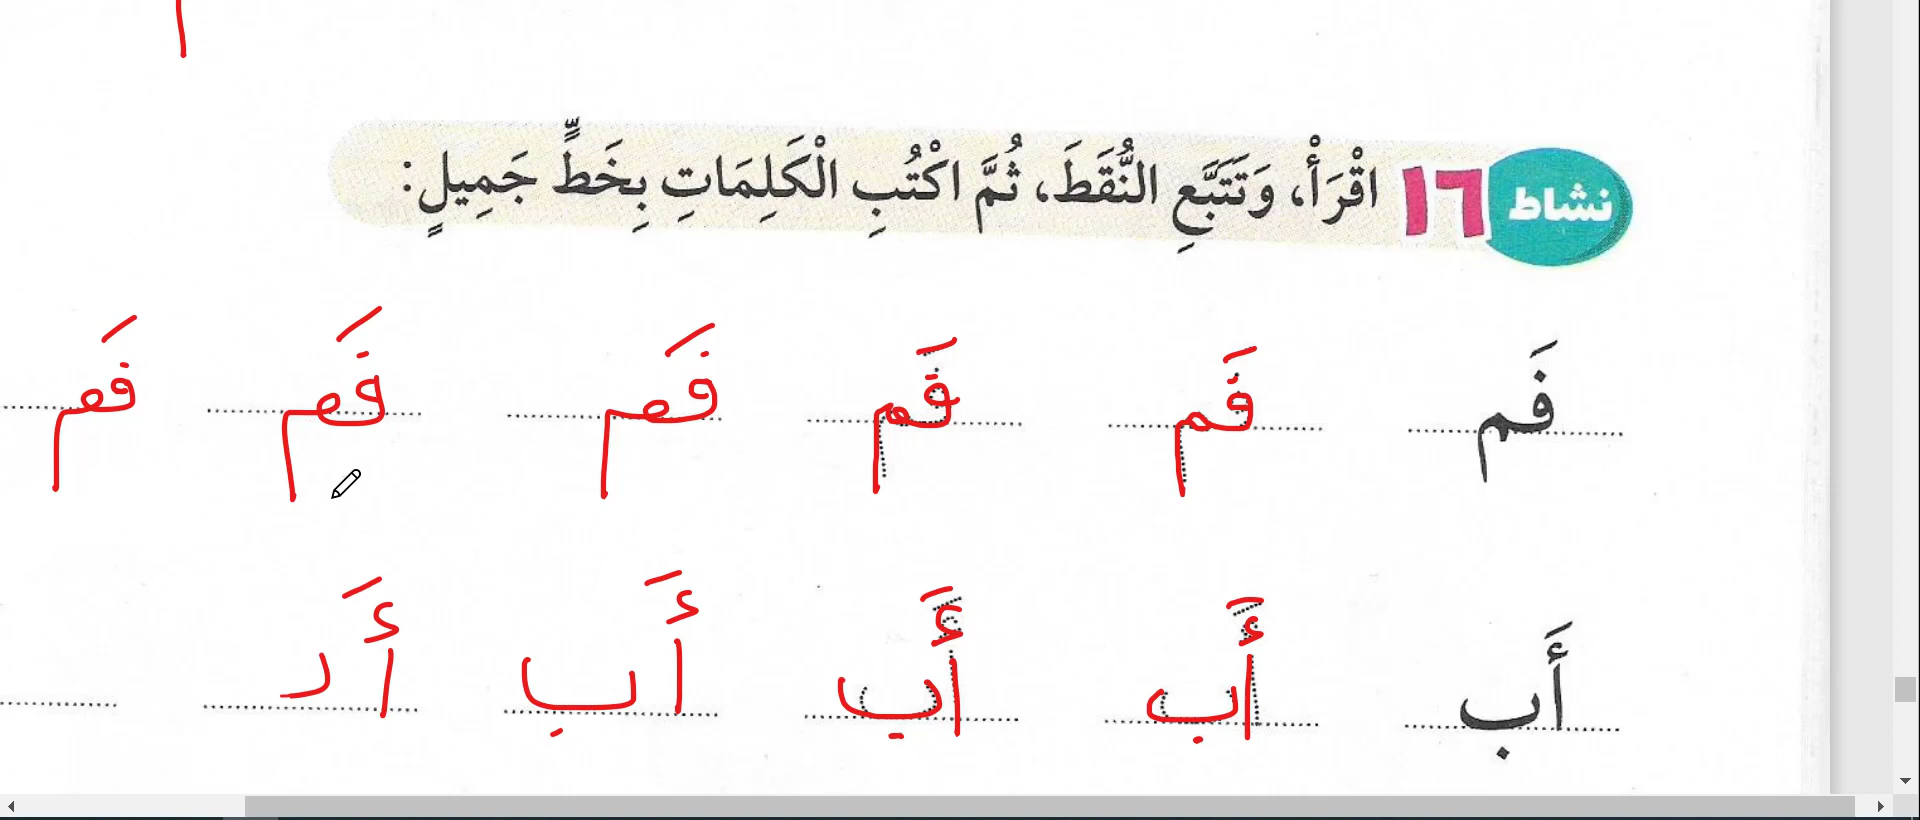 نشاط ١٦ اقْرَأْ، وَتَتَبَّعِ النُّقَطَ، ثُمَّ اكْتُبِ الْكَلِمَاتِ بِخَطٍّ جَمِيلٍ:
فَم فَم فَم فَم فَم فَم
أَب أَب أَب أَب أَر